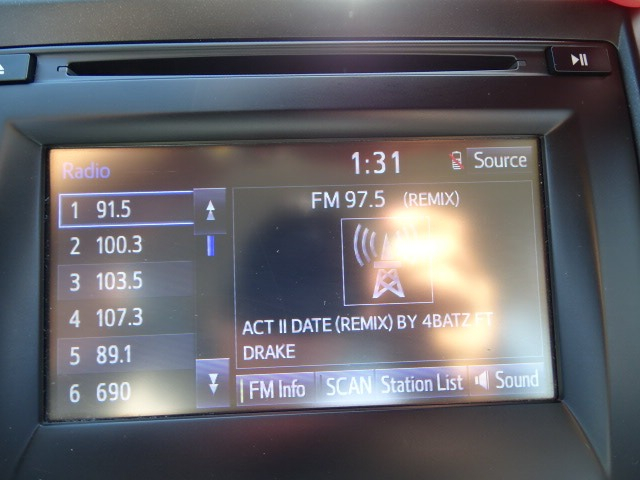 Radio
1:31
Source
1 91.5
2 100.3
3 103.5
4 107.3
5 89.1
6 690
FM 97.5 (REMIX)
ACT II DATE (REMIX) BY 4BATZ FT
DRAKE
FM Info
SCAN
Station List
Sound